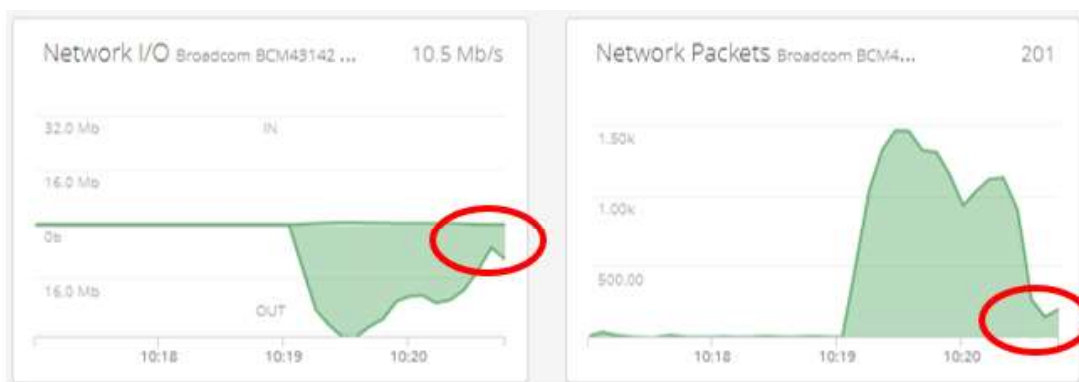 Network I/O Broadcom BCM43142 ... 10.5 Mb/s
32.0 Mb
IN
16.0 Mb
0b
16.0 Mb
OUT
10:18 10:19 10:20
Network Packets Broadcom BCM4... 201
1.50k
1.00k
500.00
10:18 10:19 10:20